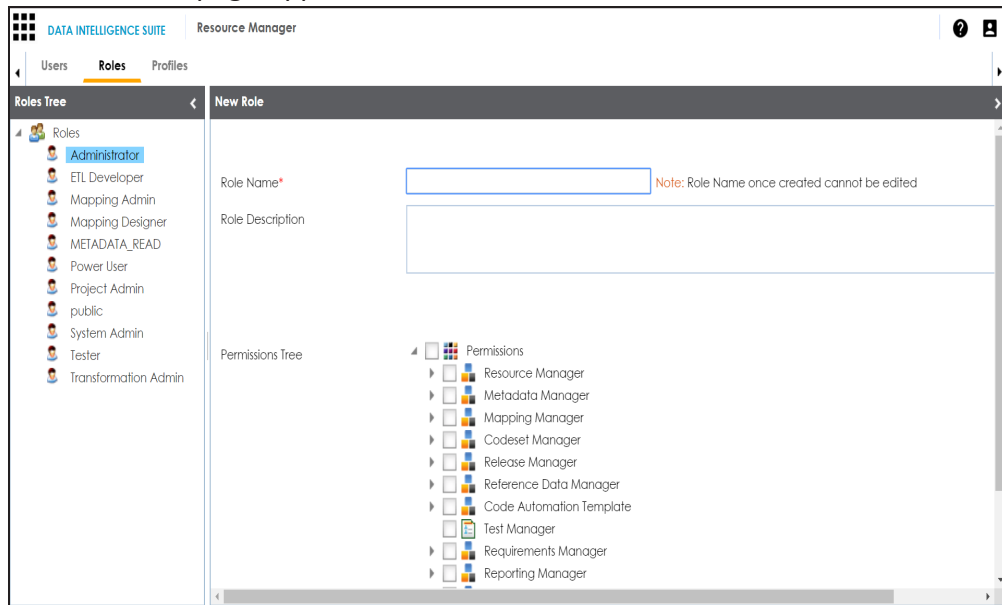 DATA INTELLIGENCE SUITE Resource Manager
Users Roles Profiles
Roles Tree
Roles
Administrator
ETL Developer
Mapping Admin
Mapping Designer
METADATA_READ
Power User
Project Admin
public
System Admin
Tester
Transformation Admin
New Role
Role Name* Note: Role Name once created cannot be edited
Role Description
Permissions Tree
Permissions
Resource Manager
Metadata Manager
Mapping Manager
Codeset Manager
Release Manager
Reference Data Manager
Code Automation Template
Test Manager
Requirements Manager
Reporting Manager